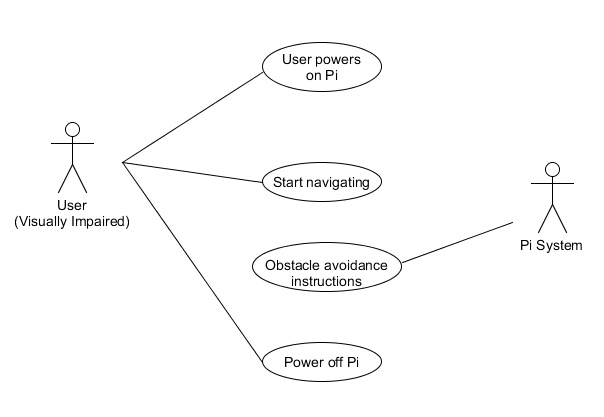 User powers
on Pi
User
(Visually Impaired)
Start navigating
Pi System
Obstacle avoidance
instructions
Power off Pi